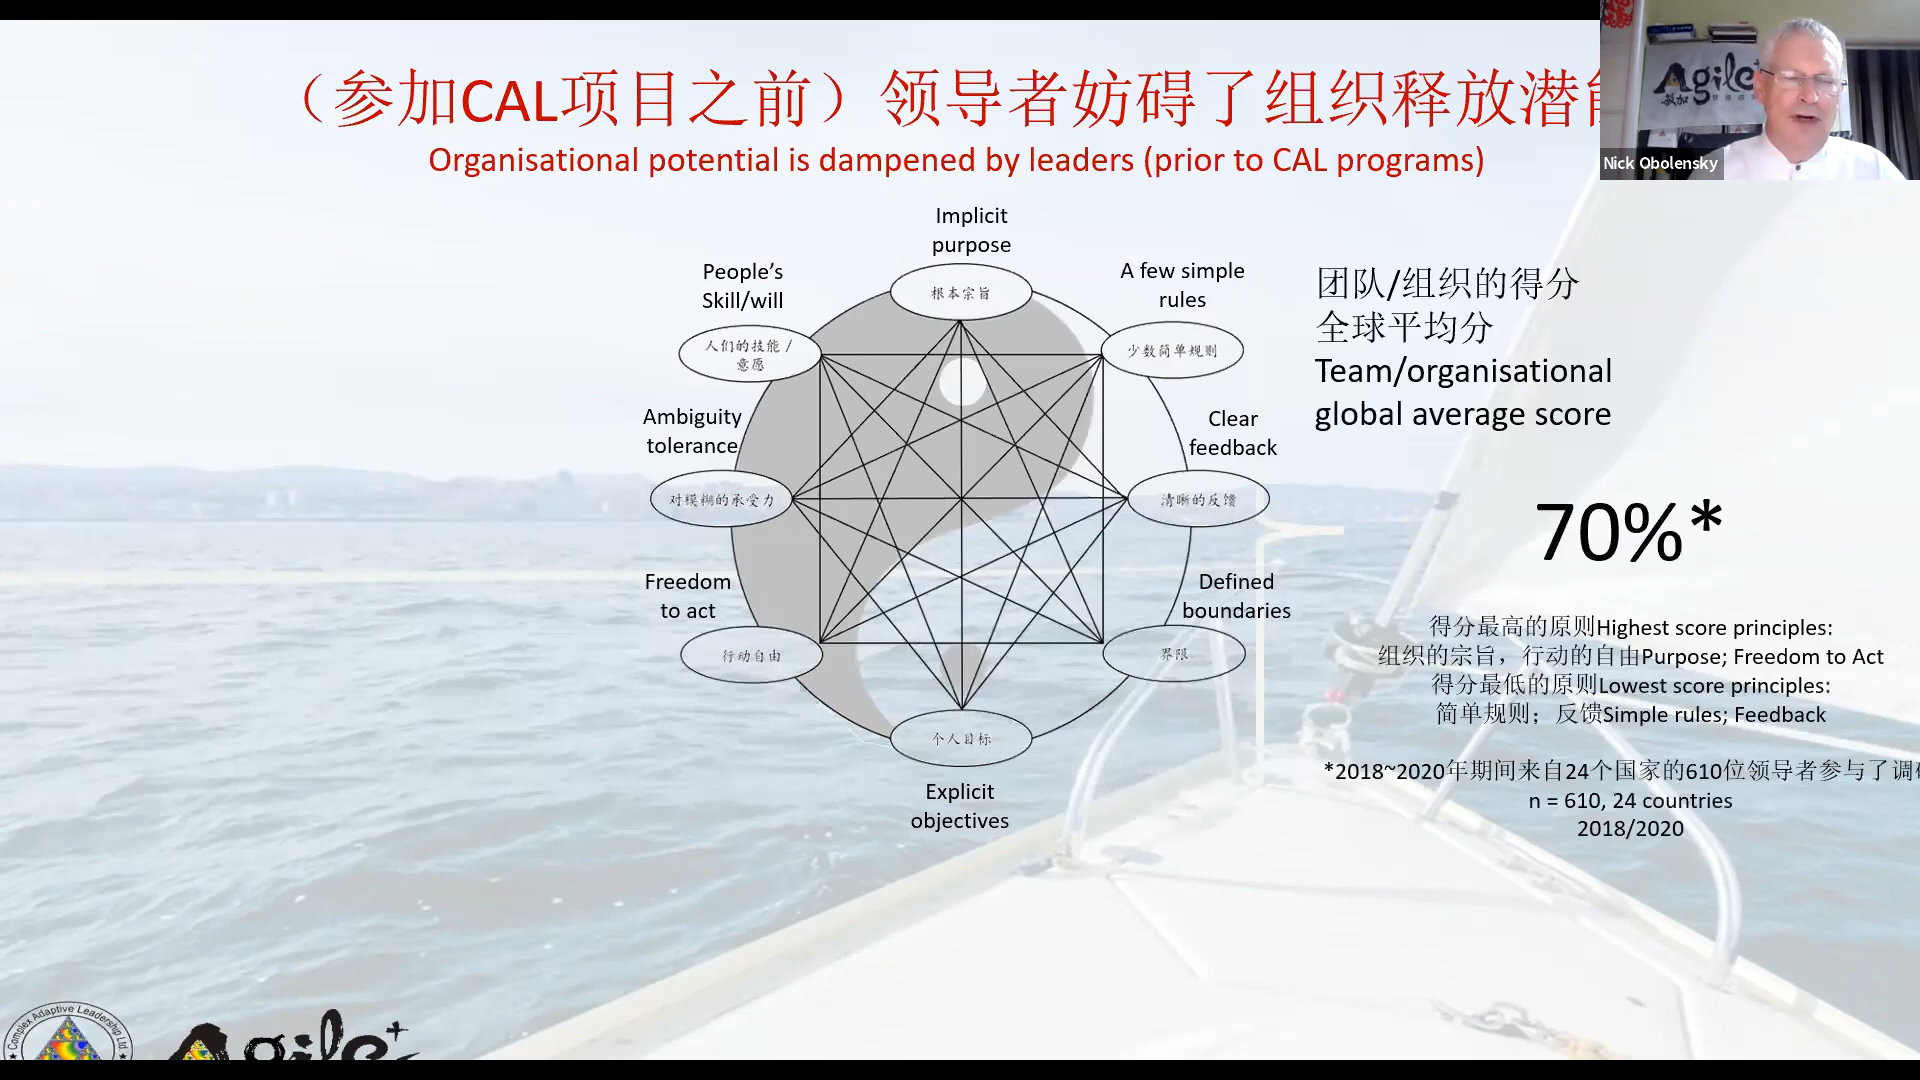 （参加CAL项目之前）领导者妨碍了组织释放潜
Organisational potential is dampened by leaders (prior to CAL programs)
Agile+
敏加
Nick Obolensky
Implicit
purpose
根本宗旨
People's
Skill/will
人们的技能 /
意愿
A few simple
rules
少数简单规则
Ambiguity
tolerance
对模糊的承受力
Clear
feedback
清晰的反馈
Freedom
to act
行动自由
Defined
boundaries
界限
个人目标
Explicit
objectives
团队/组织的得分
全球平均分
Team/organisational
global average score
70%*
得分最高的原则Highest score principles:
组织的宗旨，行动的自由Purpose; Freedom to Act
得分最低的原则Lowest score principles:
简单规则；反馈Simple rules; Feedback
*2018~2020年期间来自24个国家的610位领导者参与了调
n = 610, 24 countries
2018/2020
Complex Adaptive Leadership Ltd
Agile+